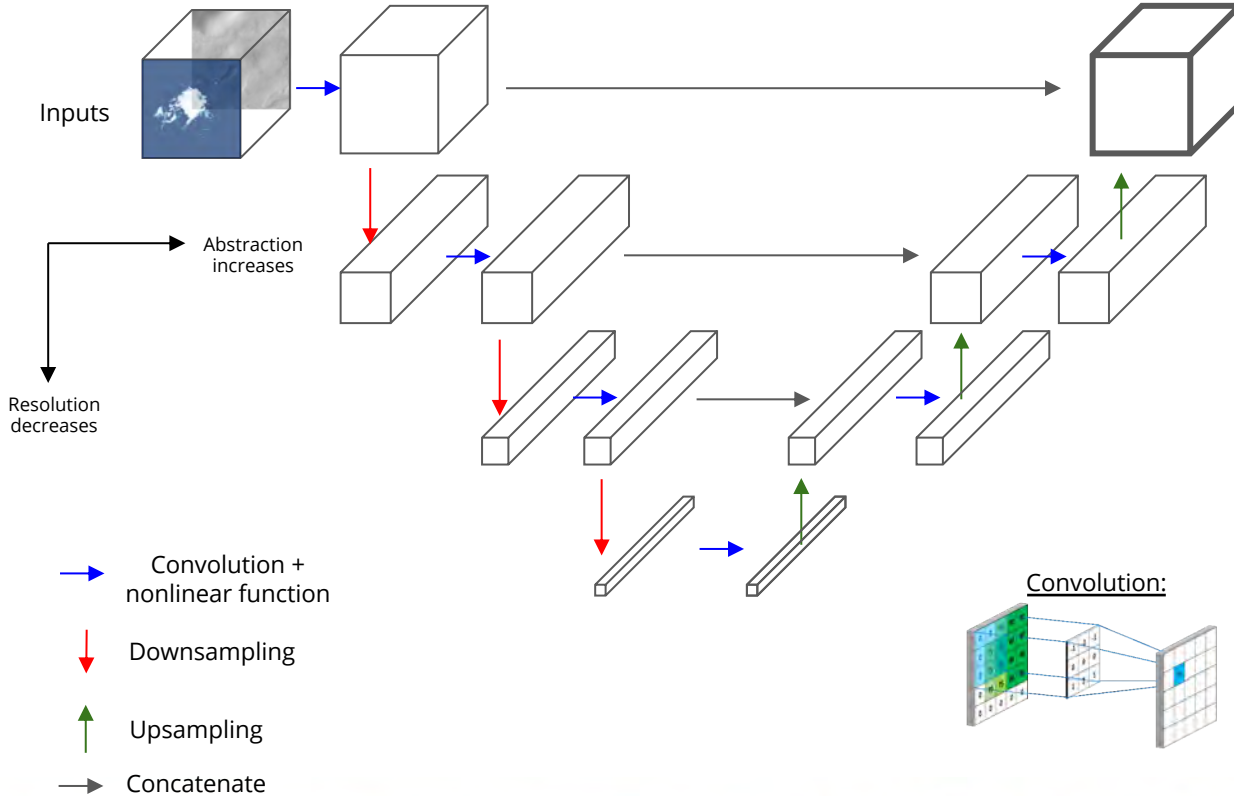 Inputs
Abstraction
increases
Resolution
decreases
Convolution +
nonlinear function
Downsampling
Upsampling
Concatenate
Convolution: